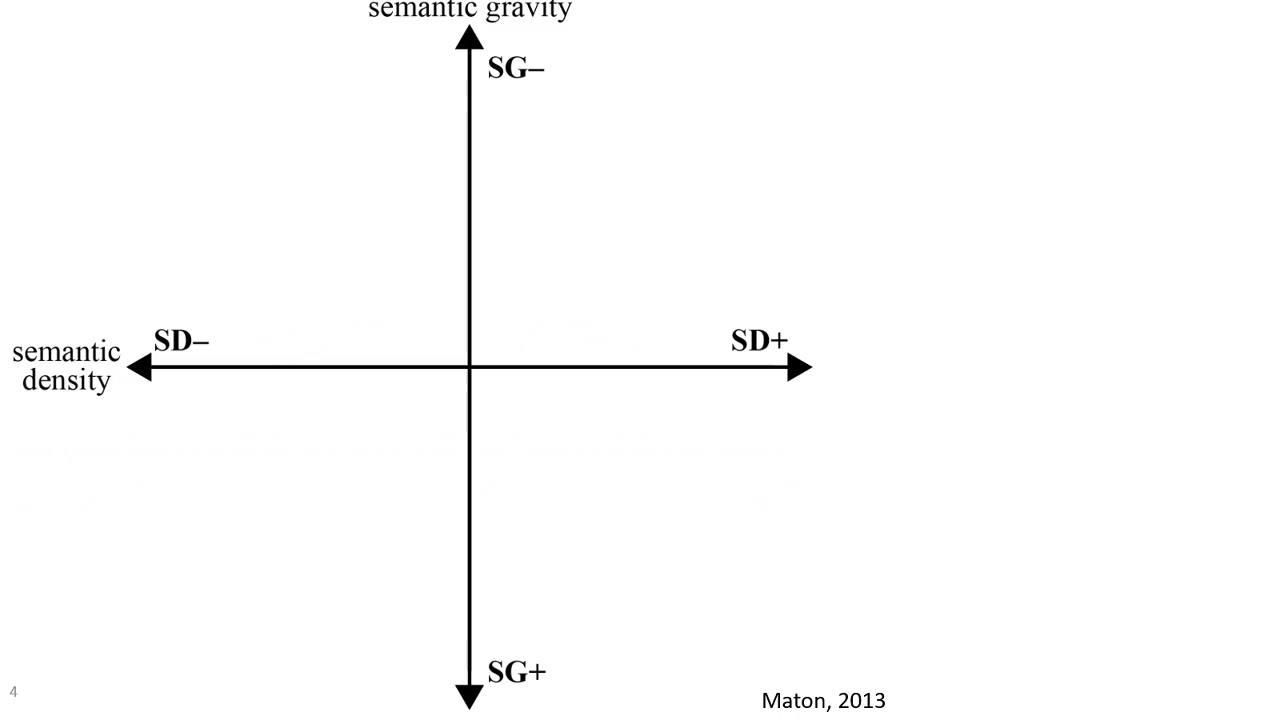 semantic gravity
SG–
SD–
SD+
semantic
density
SG+
4
Maton, 2013